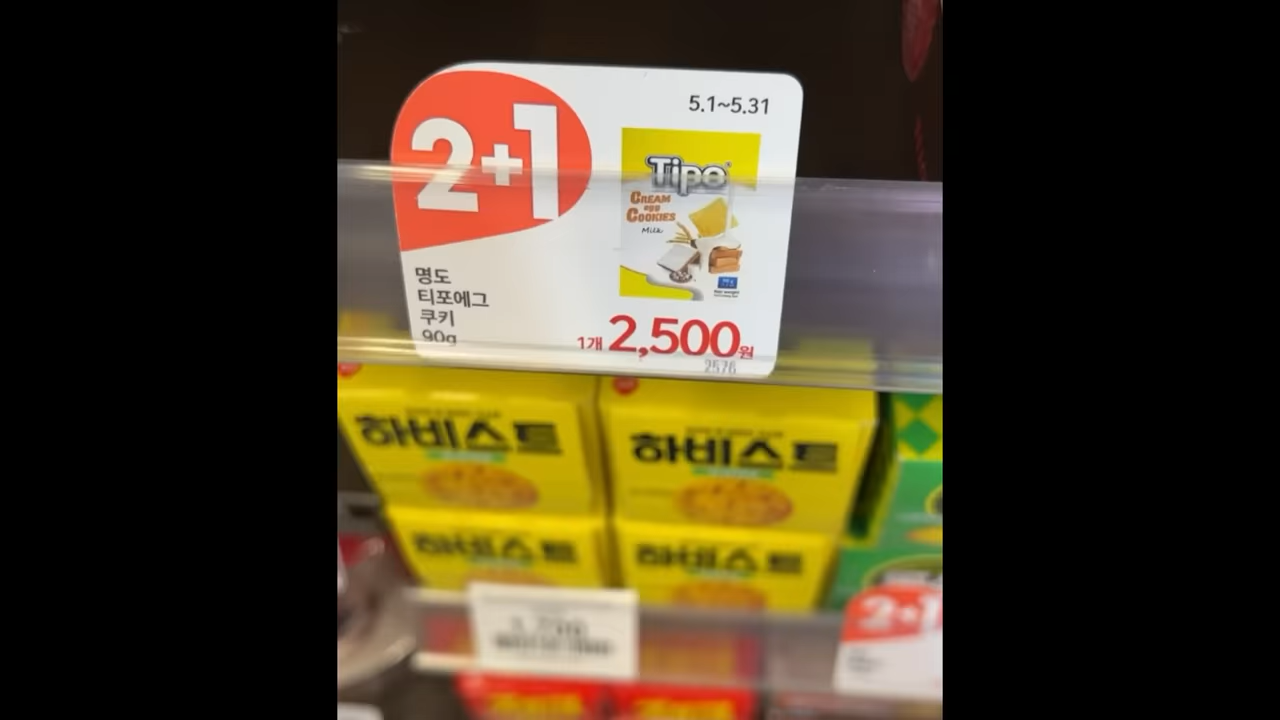 2+1
5.1~5.31
Tipo
CREAM
egg
COOKIES
Milk
명도
티포에그
쿠키
90g
1개 2,500원
2576
하비스트
하비스트
하비스트
하비스트
2+1